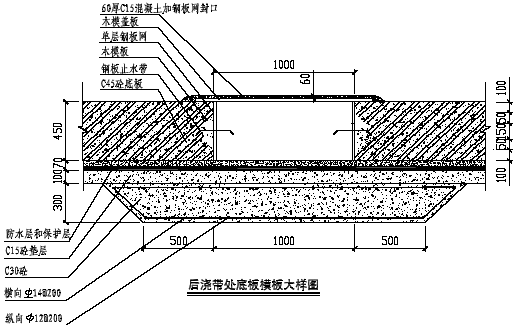 60厚C15混凝土加钢板网封口
木模盖板
单层钢板网
木模板
钢板止水带
C45砼底板
1000
60
450
70
100
300
100
50
50
100
防水层和保护层
C15砼垫层
C30砼
横向Φ14@200
纵向Φ12@200
500
1000
500
后浇带处底板模板大样图